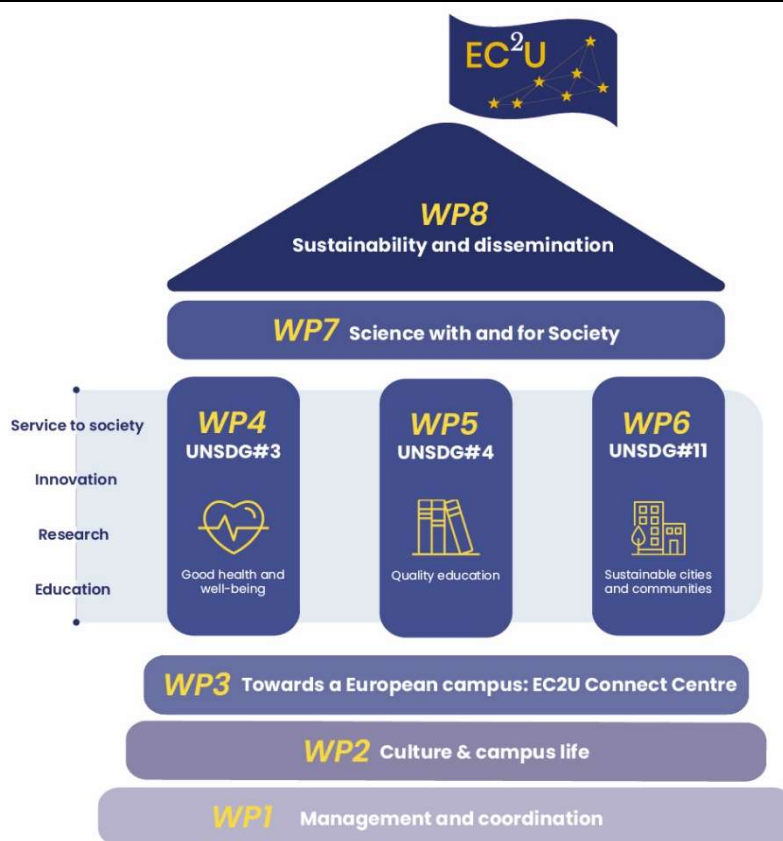 EC²U
WP8
Sustainability and dissemination
WP7 Science with and for Society
Service to society
Innovation
Research
Education
WP4
UNSDG#3
Good health and
well-being
WP5
UNSDG#4
Quality education
WP6
UNSDG#11
Sustainable cities
and communities
WP3 Towards a European campus: EC2U Connect Centre
WP2 Culture & campus life
WP1 Management and coordination